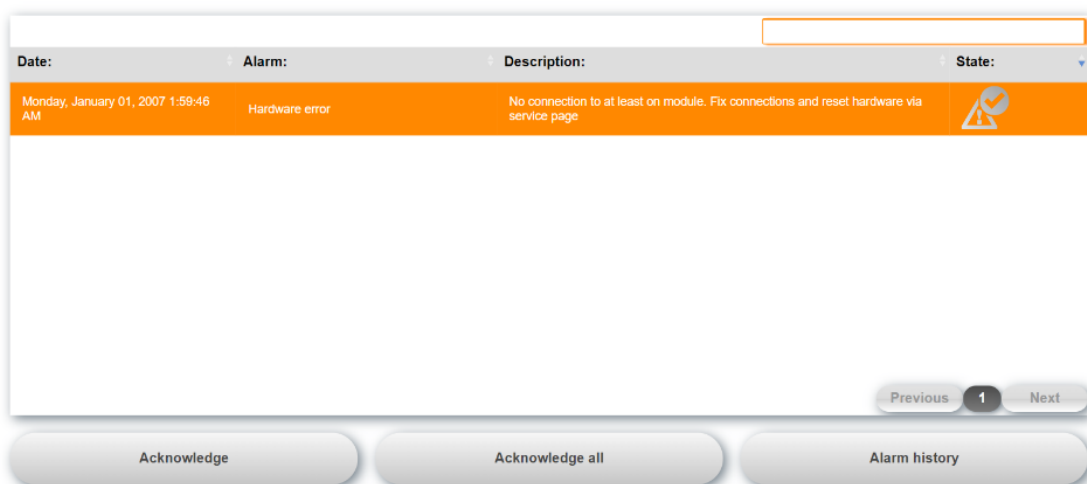 Date: Alarm: Description: State:
Monday, January 01, 2007 1:59:46
AM
Hardware error
No connection to at least on module. Fix connections and reset hardware via
service page
Previous 1 Next
Acknowledge Acknowledge all Alarm history